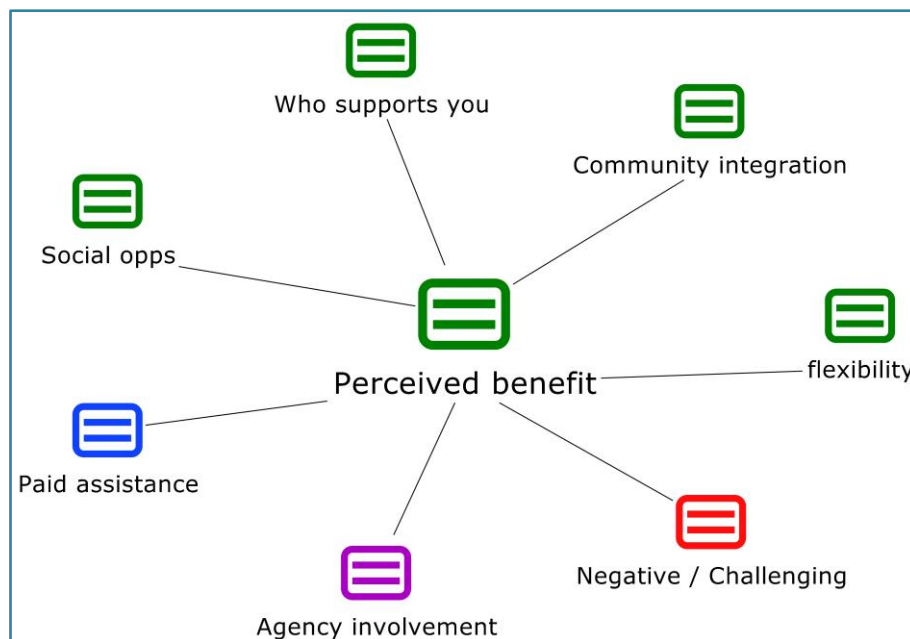 Who supports you
Community integration
Social opps
flexibility
Perceived benefit
Paid assistance
Negative / Challenging
Agency involvement